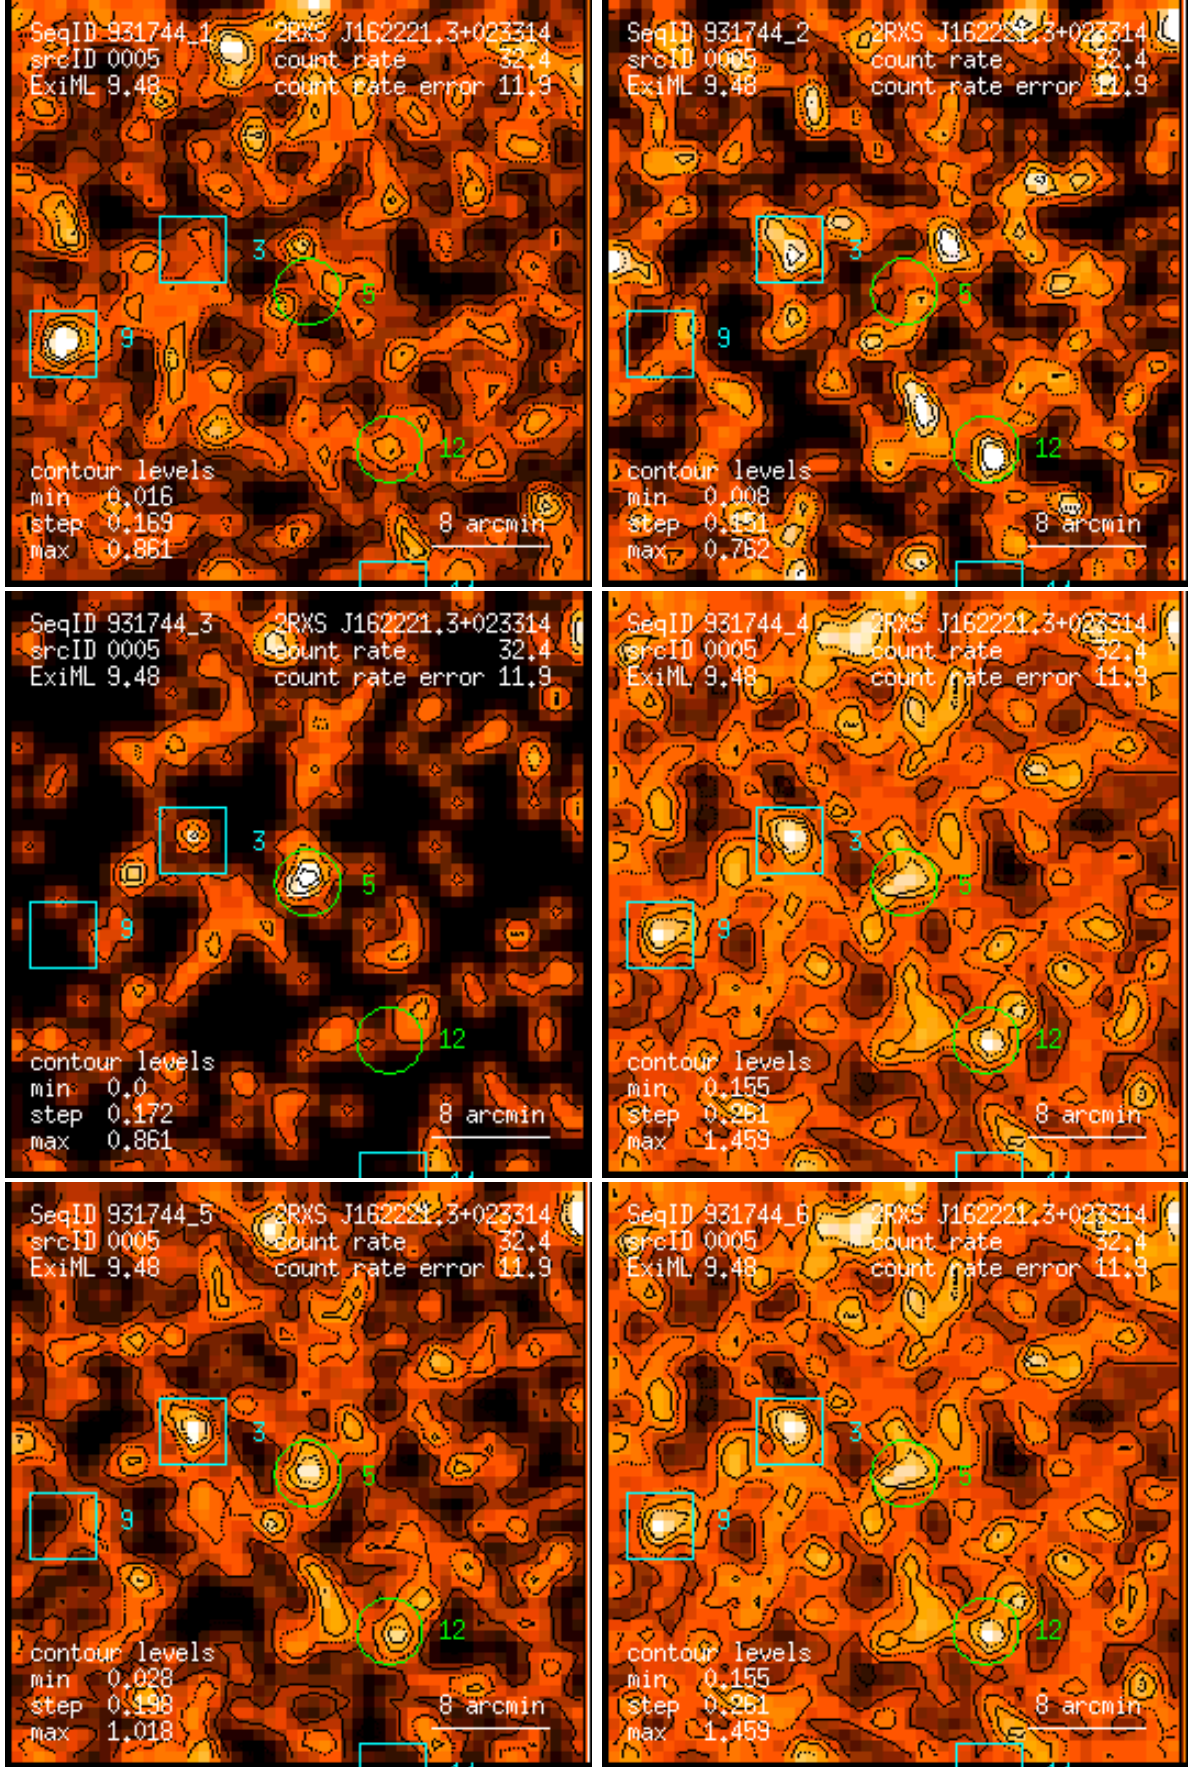 SeqID 931744_1 2RXS J162221.3+023314
srcID 0005 count rate 32.4
ExiML 9.48 count rate error 11.9
3
5
9
12
contour levels
min 0.016
step 0.169
max 0.861
8 arcmin
SeqID 931744_2 2RXS J162221.3+023314
srcID 0005 count rate 32.4
ExiML 9.48 count rate error 11.9
3
5
9
12
contour levels
min 0.008
step 0.151
max 0.762
8 arcmin
SeqID 931744_3 2RXS J162221.3+023314
srcID 0005 count rate 32.4
ExiML 9.48 count rate error 11.9
3
5
9
12
contour levels
min 0.0
step 0.172
max 0.861
8 arcmin
SeqID 931744_4 2RXS J162221.3+023314
srcID 0005 count rate 32.4
ExiML 9.48 count rate error 11.9
3
5
9
12
contour levels
min 0.155
step 0.261
max 1.459
8 arcmin
SeqID 931744_5 2RXS J162221.3+023314
srcID 0005 count rate 32.4
ExiML 9.48 count rate error 11.9
3
5
9
12
contour levels
min 0.028
step 0.198
max 1.018
8 arcmin
SeqID 931744_6 2RXS J162221.3+023314
srcID 0005 count rate 32.4
ExiML 9.48 count rate error 11.9
3
5
9
12
contour levels
min 0.155
step 0.261
max 1.459
8 arcmin